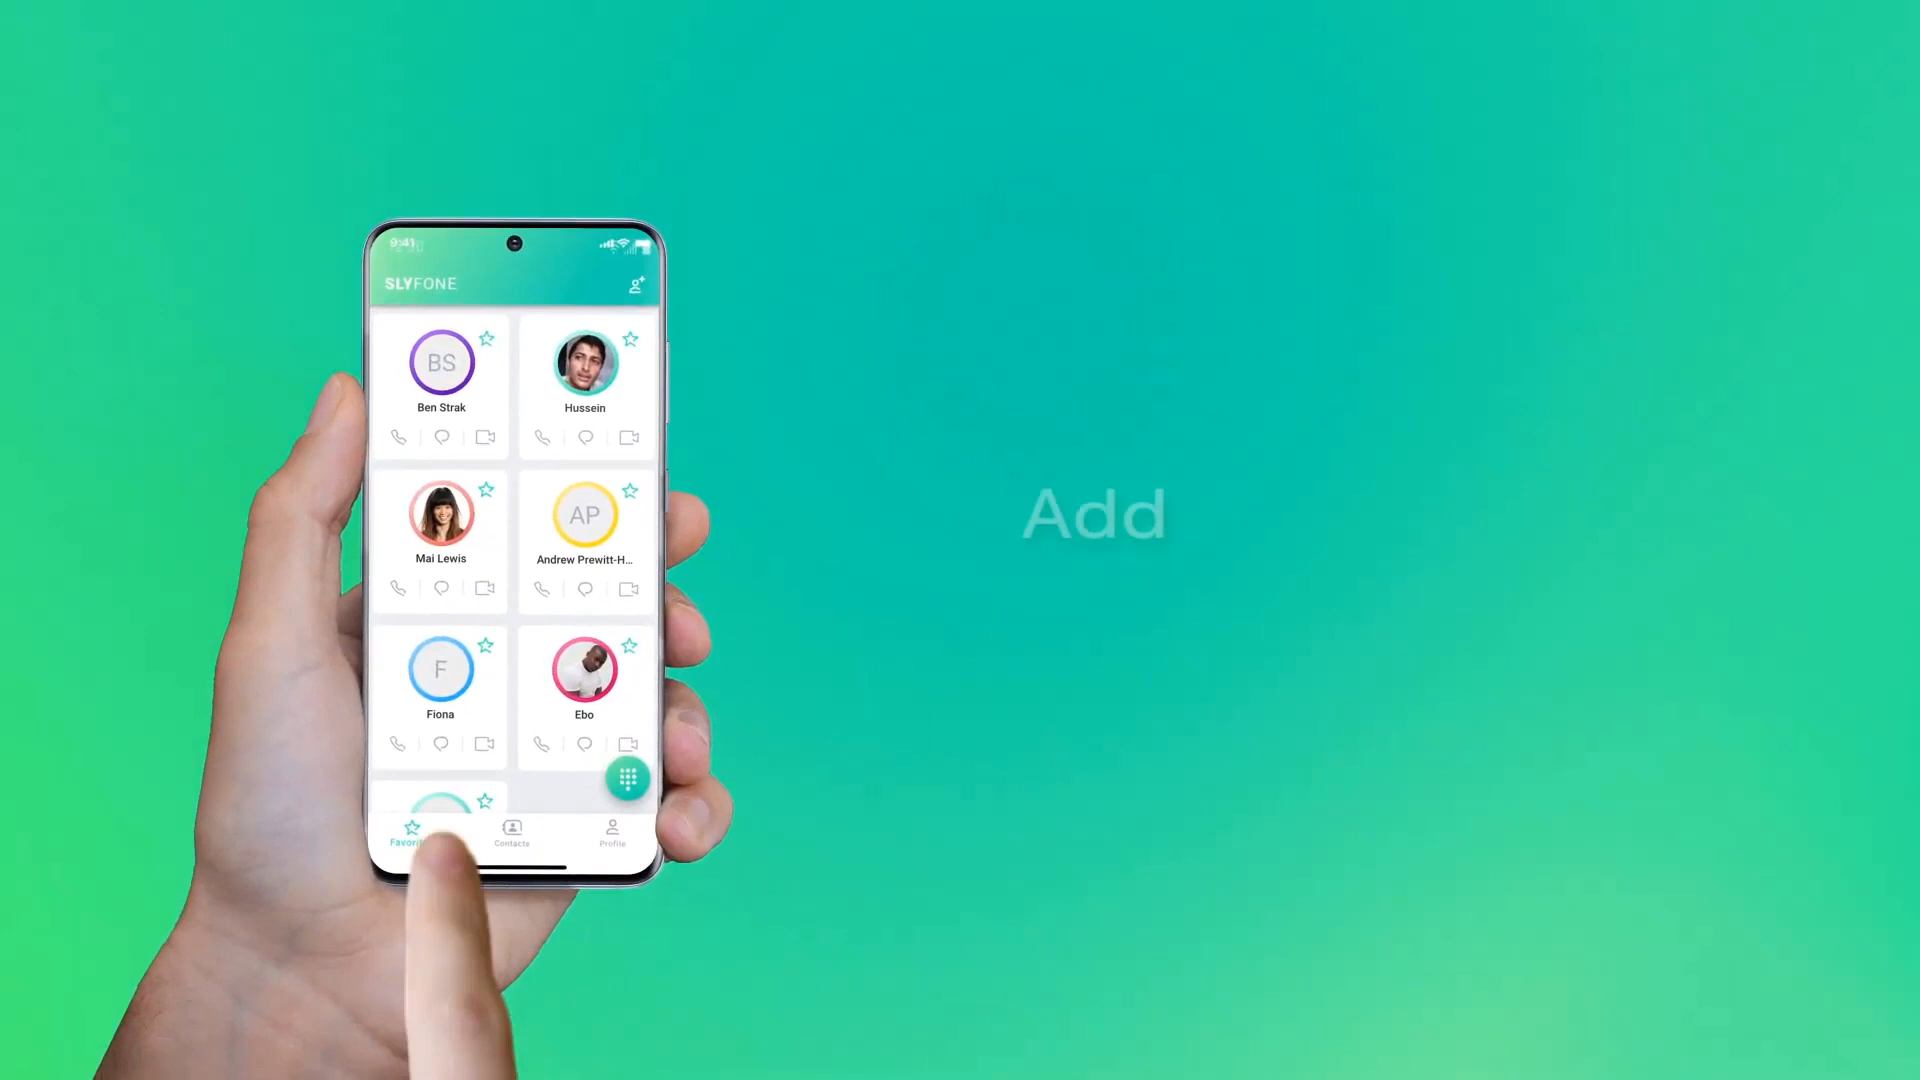 9:41
SLYFONE
BS
Ben Strak
Hussein
Mai Lewis
AP
Andrew Prewitt-H...
F
Fiona
Ebo
Contacts
Profile
Add